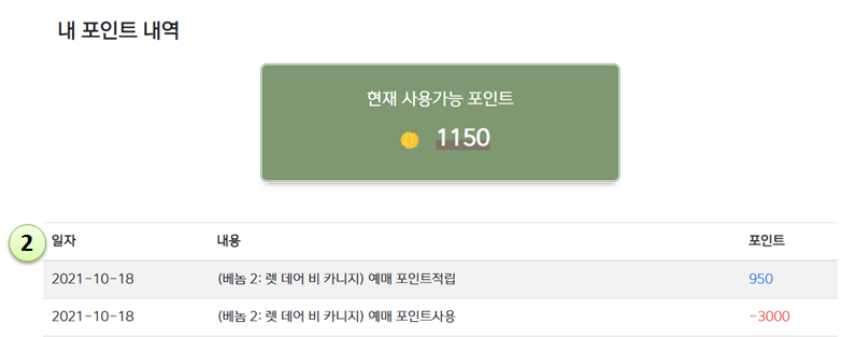 내 포인트 내역
현재 사용가능 포인트
1150
2
일자 내용 포인트
2021-10-18 (베놈 2: 렛 데어 비 카니지) 예매 포인트적립 950
2021-10-18 (베놈 2: 렛 데어 비 카니지) 예매 포인트사용 -3000